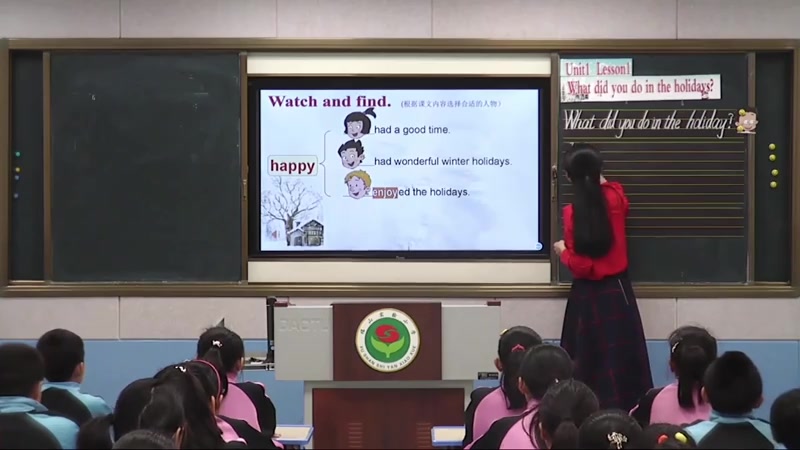 Watch and find. (根据课文内容选择合适的人物)
had a good time.
happy
had wonderful winter holidays.
enjoyed the holidays.
Unit1 Lesson1
What did you do in the holidays?
What did you do in the holiday?